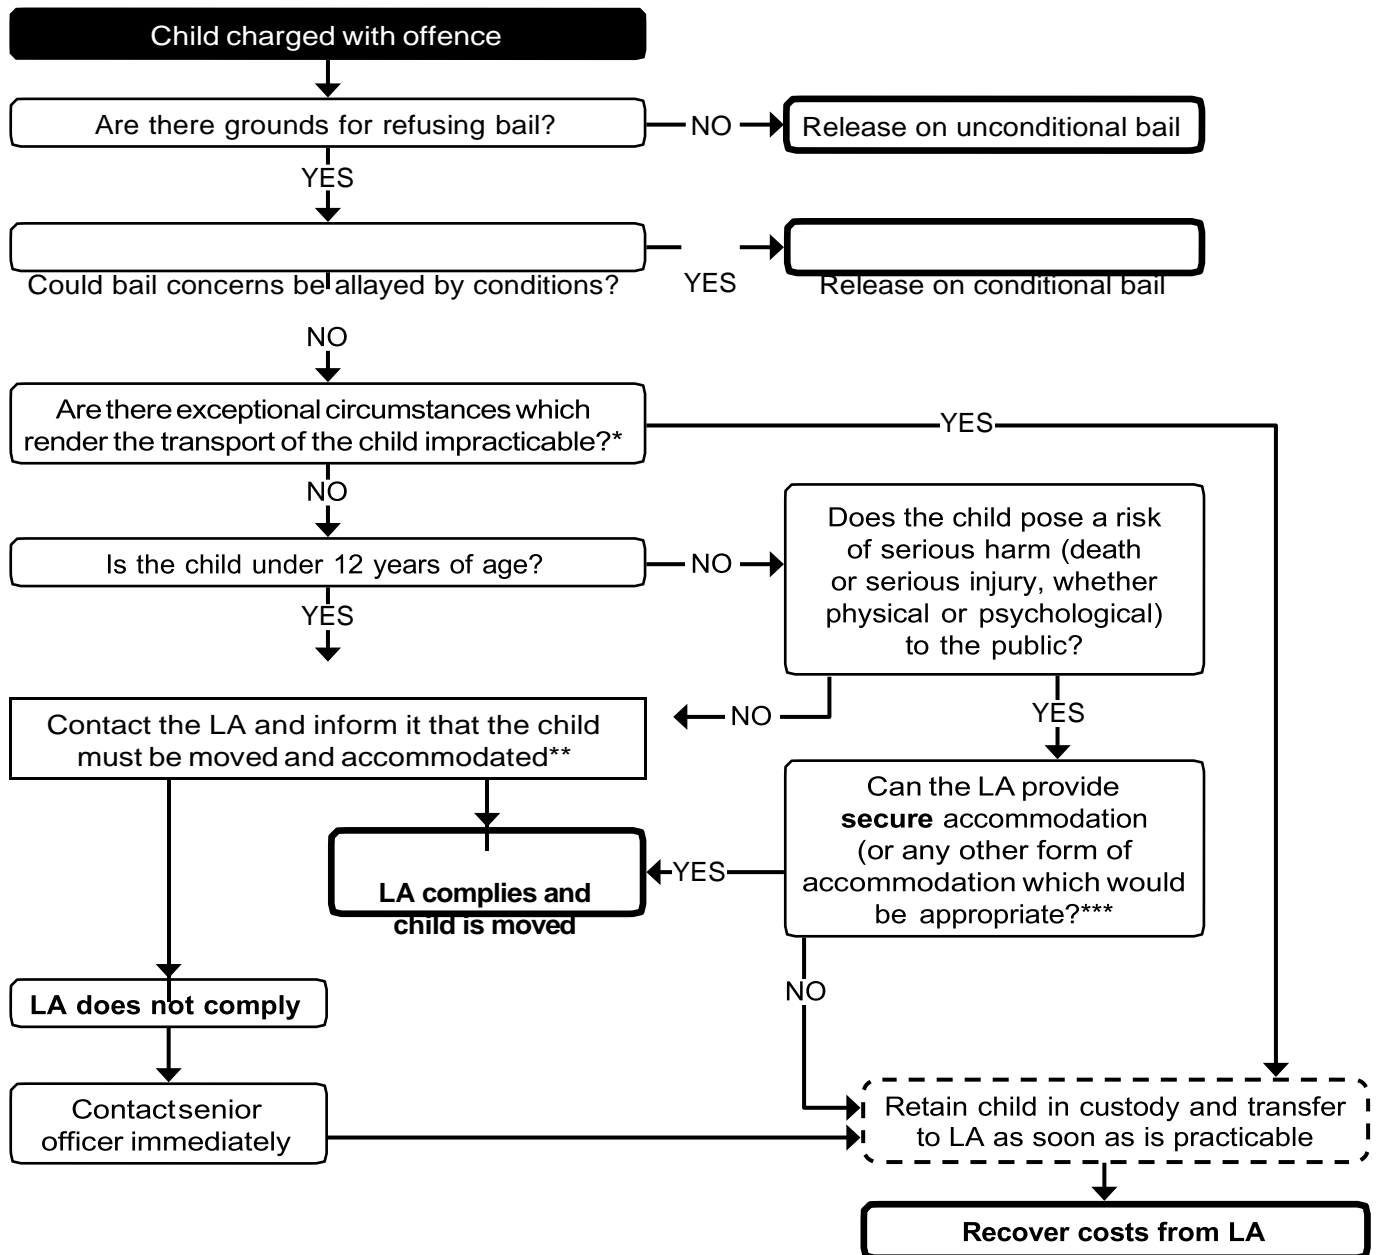 Child charged with offence
Are there grounds for refusing bail?
NO
Release on unconditional bail
YES
Could bail concerns be allayed by conditions?
YES
Release on conditional bail
NO
Are there exceptional circumstances which
render the transport of the child impracticable?*
YES
NO
Is the child under 12 years of age?
NO
Does the child pose a risk
of serious harm (death
or serious injury, whether
physical or psychological)
to the public?
YES
NO
YES
Contact the LA and inform it that the child
must be moved and accommodated**
Can the LA provide
secure accommodation
(or any other form of
accommodation which would
be appropriate?***
YES
LA complies and
child is moved
NO
LA does not comply
Contact senior
officer immediately
Retain child in custody and transfer
to LA as soon as is practicable
Recover costs from LA